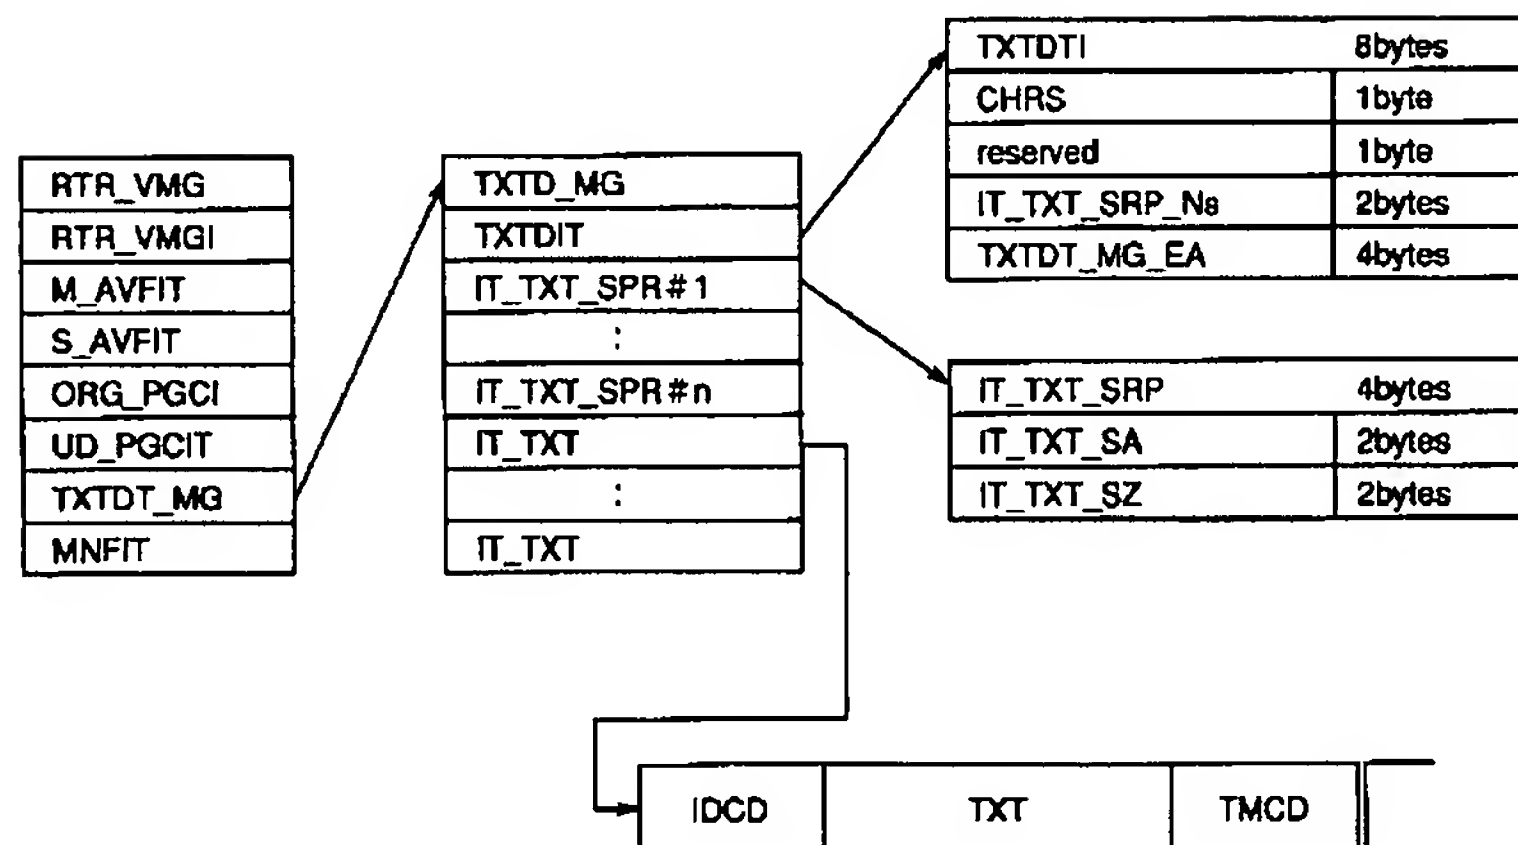 RTR_VMG
RTR_VMGI
M_AVFIT
S_AVFIT
ORG_PGCI
UD_PGCIT
TXTDT_MG
MNFIT
TXTD_MG
TXTDIT
IT_TXT_SPR#1
:
IT_TXT_SPR#n
IT_TXT
:
IT_TXT
TXTDTI 8bytes
CHRS 1byte
reserved 1byte
IT_TXT_SRP_Ns 2bytes
TXTDT_MG_EA 4bytes
IT_TXT_SRP 4bytes
IT_TXT_SA 2bytes
IT_TXT_SZ 2bytes
IDCD TXT TMCD